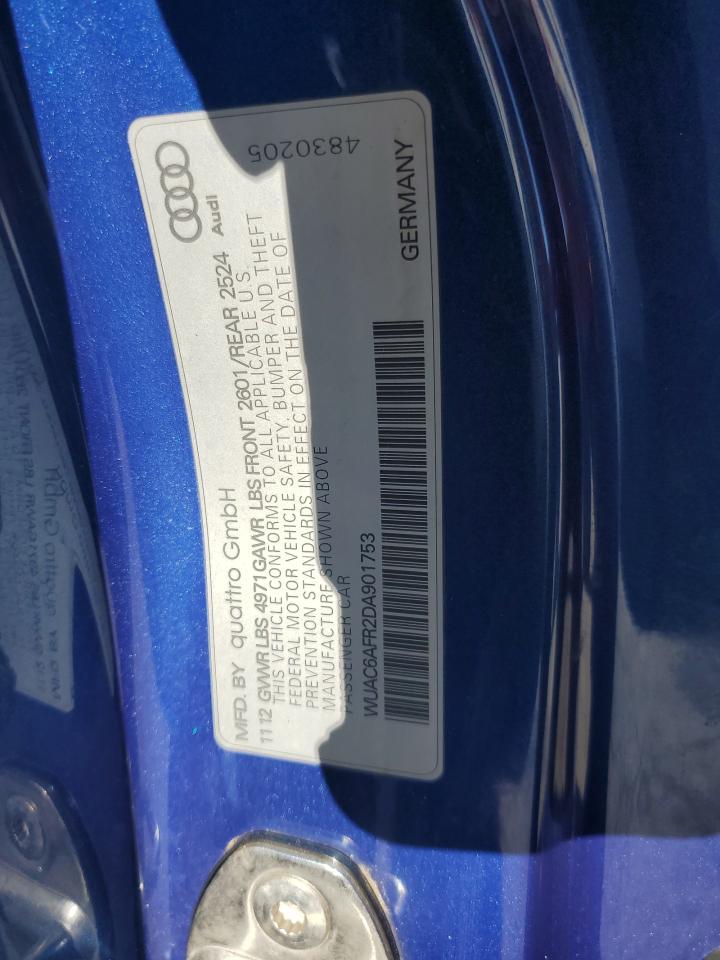 MFD. BY quattro GmbH
Audi
11 12 GVWR LBS 4971 GAWR LBS FRONT 2601/REAR 2524
4830205
THIS VEHICLE CONFORMS TO ALL APPLICABLE U.S.
FEDERAL MOTOR VEHICLE SAFETY. BUMPER AND THEFT
PREVENTION STANDARDS IN EFFECT ON THE DATE OF
MANUFACTURE SHOWN ABOVE
PASSENGER CAR
WUAC6AFR2DA901753
GERMANY